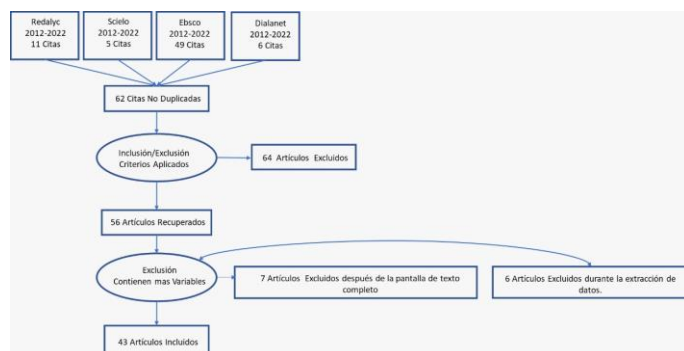 Redalyc
2012-2022
11 Citas
Scielo
2012-2022
5 Citas
Ebsco
2012-2022
49 Citas
Dialanet
2012-2022
6 Citas
62 Citas No Duplicadas
Inclusión/Exclusión
Criterios Aplicados
64 Artículos Excluidos
56 Artículos Recuperados
Exclusión
Contienen mas Variables
7 Artículos Excluidos después de la pantalla de texto
completo
6 Artículos Excluidos durante la extracción de
datos.
43 Artículos Incluidos